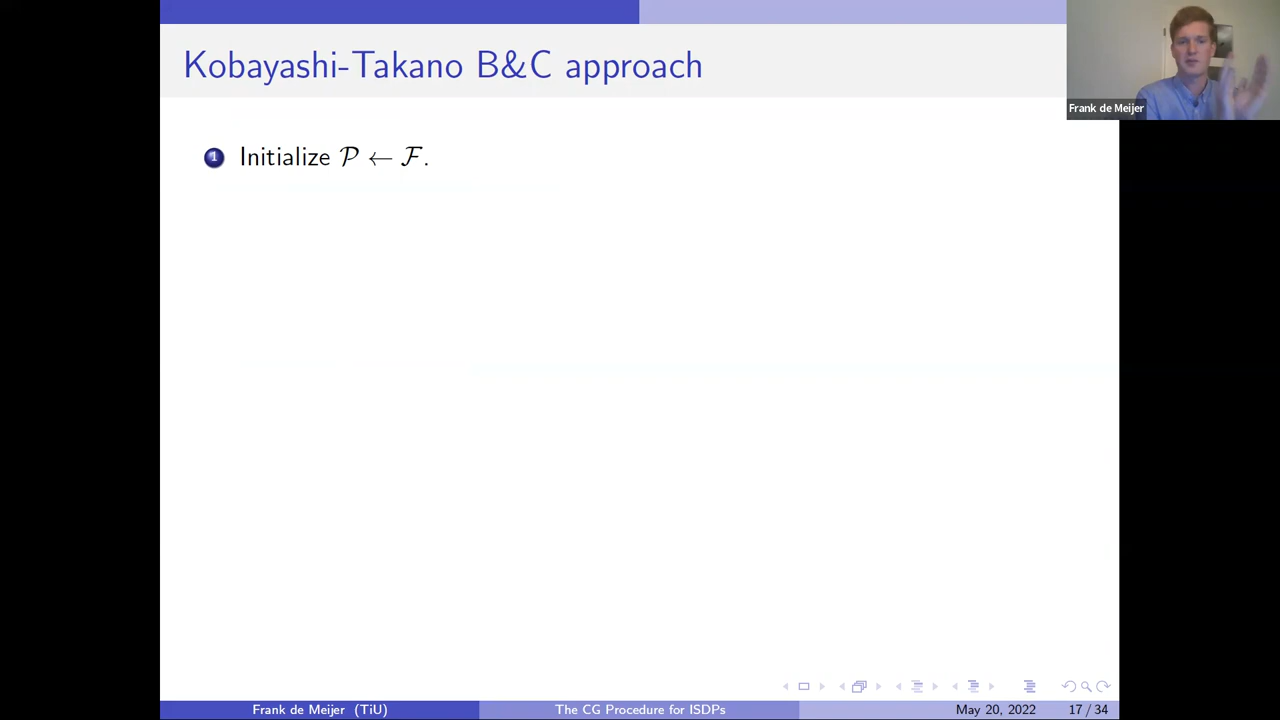 Kobayashi-Takano B&C approach
Frank de Meijer
1 Initialize 𝒫 ← ℱ.
Frank de Meijer (TiU)
The CG Procedure for ISDPs
May 20, 2022
17 / 34